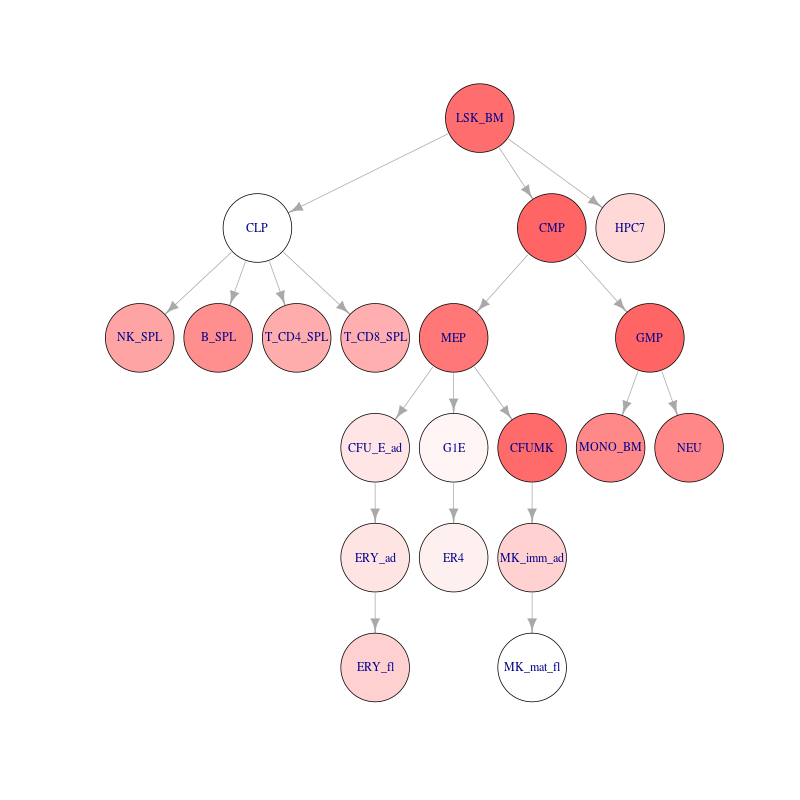 LSK_BM
CLP
CMP
HPC7
NK_SPL
B_SPL
T_CD4_SPL
T_CD8_SPL
MEP
GMP
CFU_E_ad
G1E
CFUMK
MONO_BM
NEU
ERY_ad
ER4
MK_imm_ad
ERY_fl
MK_mat_fl